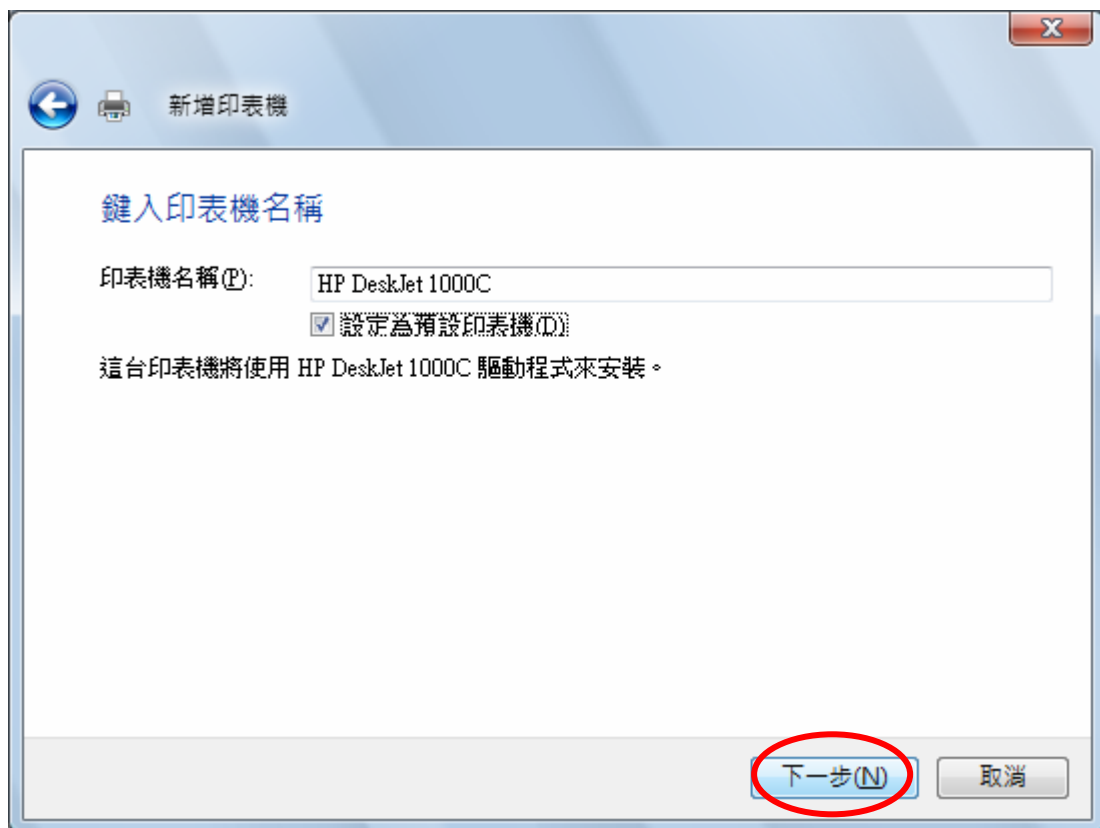 新增印表機
鍵入印表機名稱
印表機名稱(P): HP DeskJet 1000C
設定為預設印表機(D)
這台印表機將使用 HP DeskJet 1000C 驅動程式來安裝。
下一步(N) 取消